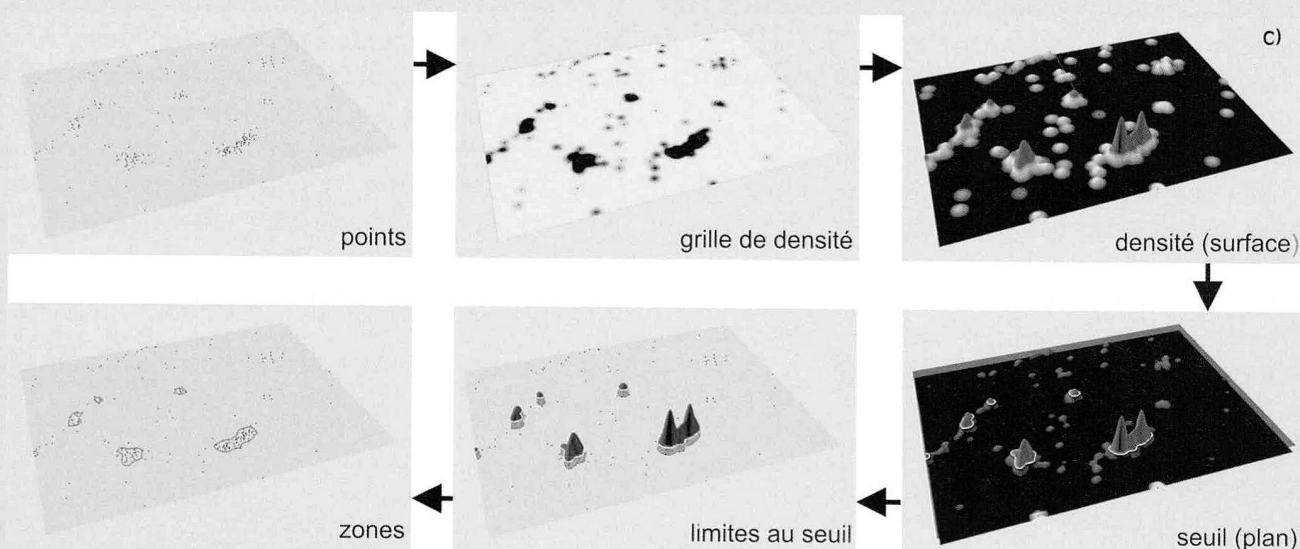 c)
points
grille de densité
densité (surface)
seuil (plan)
limites au seuil
zones